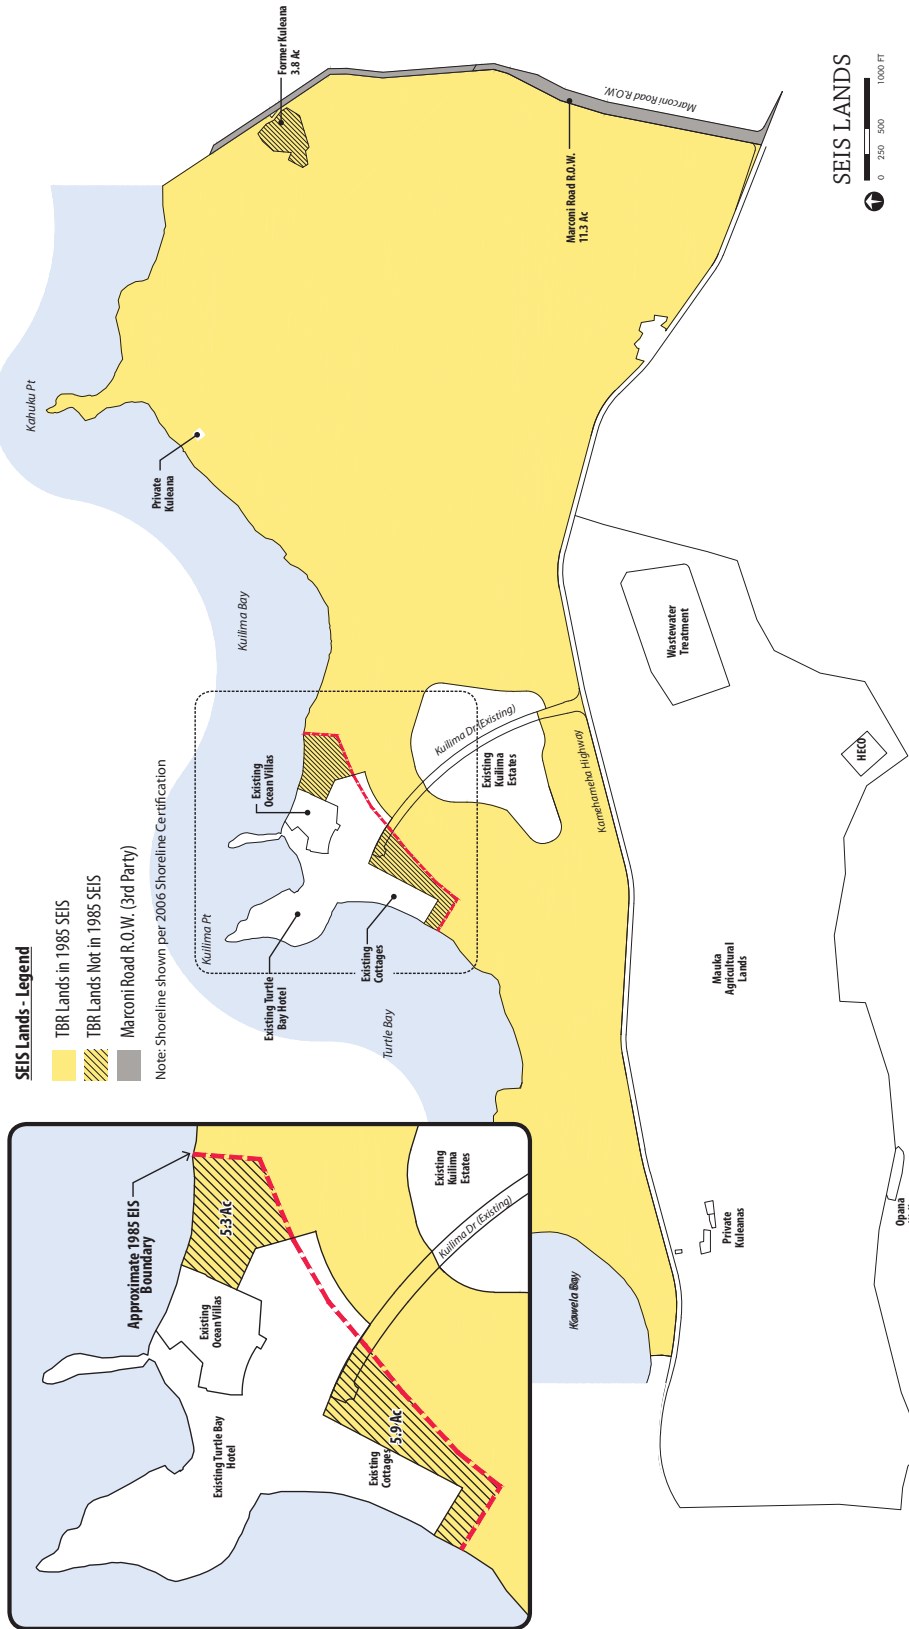 SEIS Lands - Legend
TBR Lands in 1985 SEIS
TBR Lands Not in 1985 SEIS
Marconi Road R.O.W. (3rd Party)
Note: Shoreline shown per 2006 Shoreline Certification
Approximate 1985 EIS
Boundary
5.3 Ac
Existing
Ocean Villas
Existing Turtle Bay
Hotel
Existing
Cottages
5.9 Ac
Kuilima Dr (Existing)
Existing
Kuilima
Estates
Kawela Bay
Kuilima Pt
Existing Turtle
Bay Hotel
Turtle Bay
Existing
Cottages
Existing
Ocean Villas
Kuilima Bay
Kuilima Dr (Existing)
Existing
Kuilima
Estates
Kamehameha Highway
Private
Kuleana
Kahuku Pt
Former Kuleana
3.8 Ac
Marconi Road R.O.W.
11.3 Ac
Marconi Road R.O.W.
Wastewater
Treatment
HECO
Mauka
Agricultural
Lands
Private
Kuleanas
Opana
SEIS LANDS
0 250 500 1000 FT